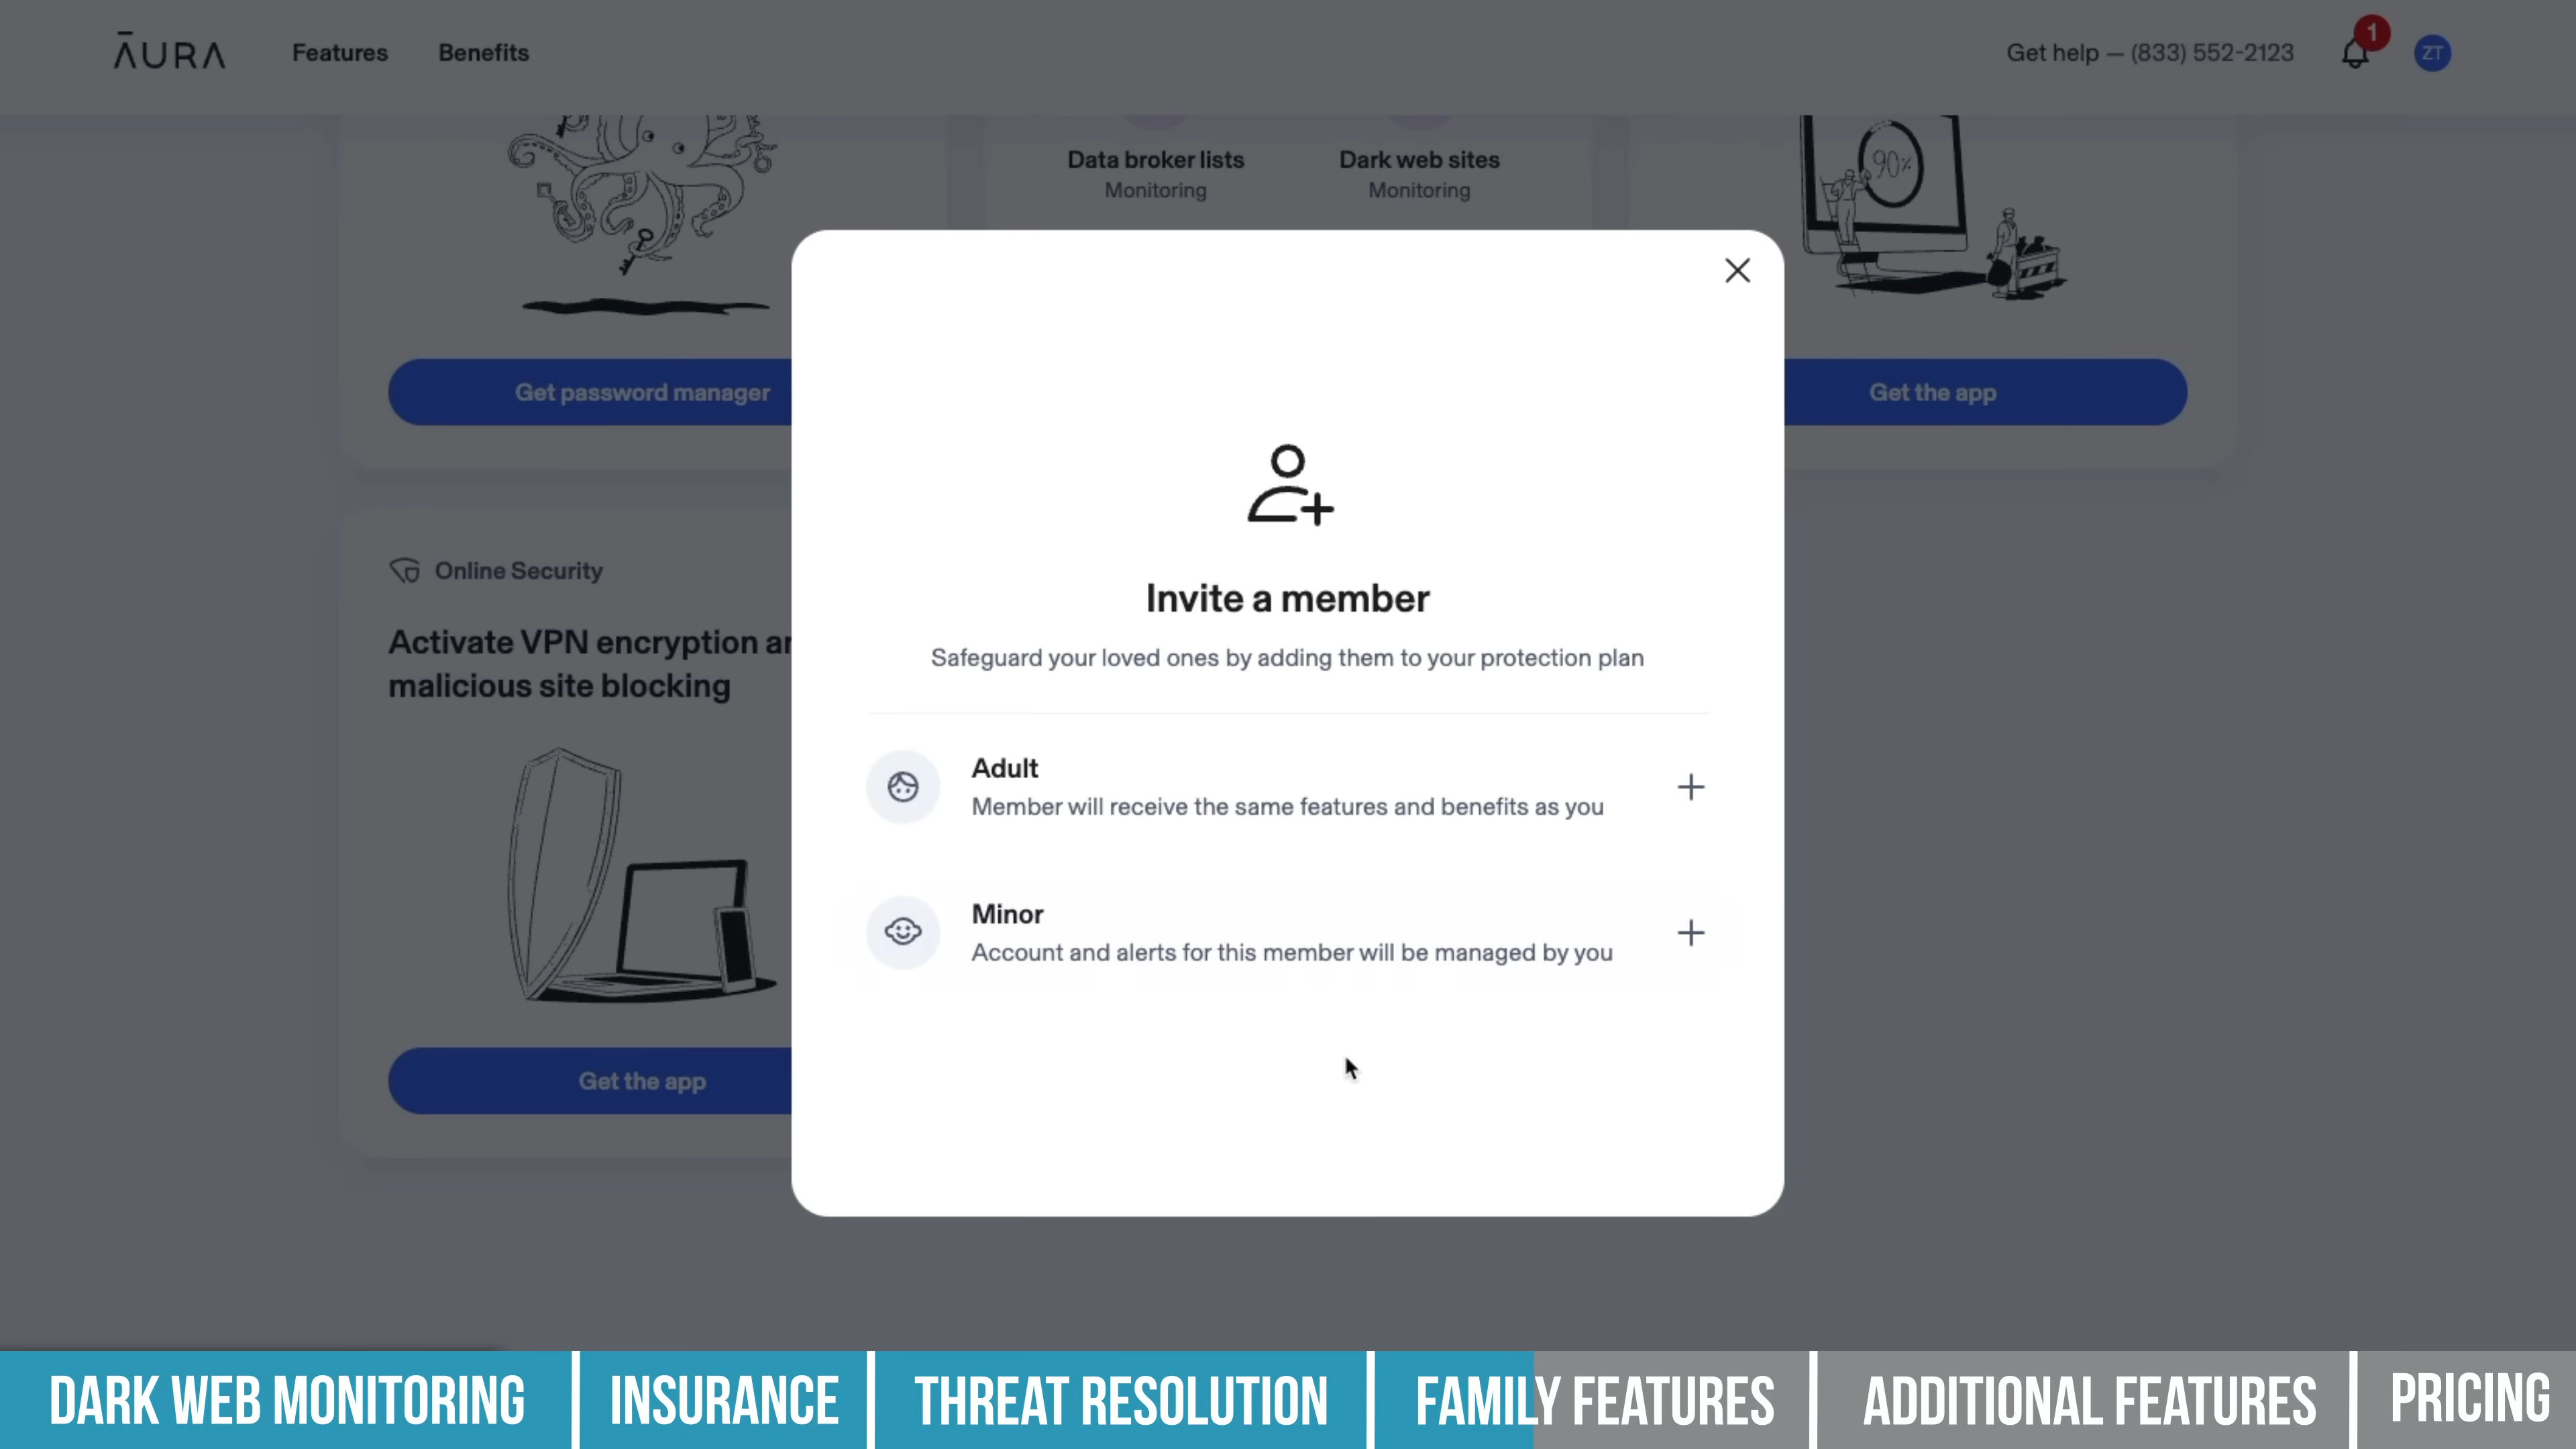 ĀURA
Features
Benefits
Get help — (833) 552-2123
1
ZT
Data broker lists
Monitoring
Dark web sites
Monitoring
90%
Get password manager
Get the app
Invite a member
Safeguard your loved ones by adding them to your protection plan
Adult
Member will receive the same features and benefits as you
Minor
Account and alerts for this member will be managed by you
Online Security
Activate VPN encryption
malicious site blocking
Get the app
DARK WEB MONITORING
INSURANCE
THREAT RESOLUTION
FAMILY FEATURES
ADDITIONAL FEATURES
PRICING